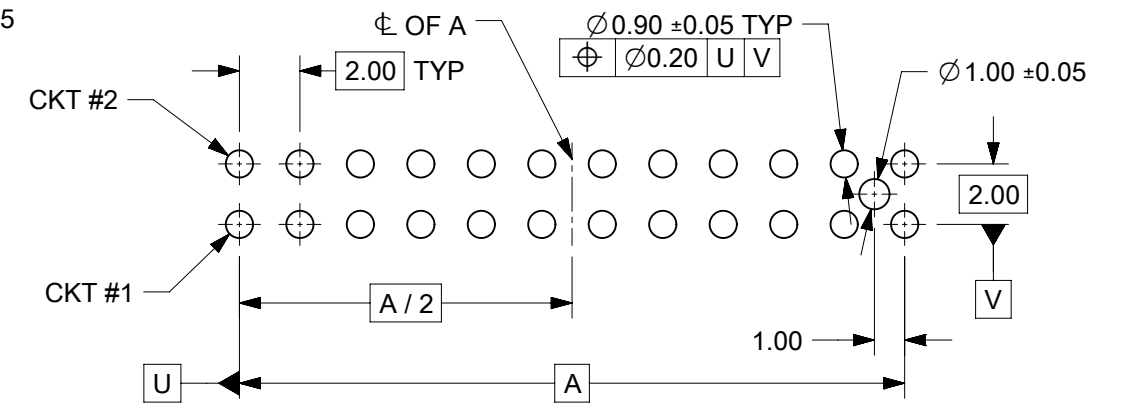 5
℄ OF A
∅0.90 ±0.05 TYP
⌖ ∅0.20 U V
2.00 TYP
∅1.00 ±0.05
CKT #2
2.00
CKT #1
A / 2
V
1.00
U
A